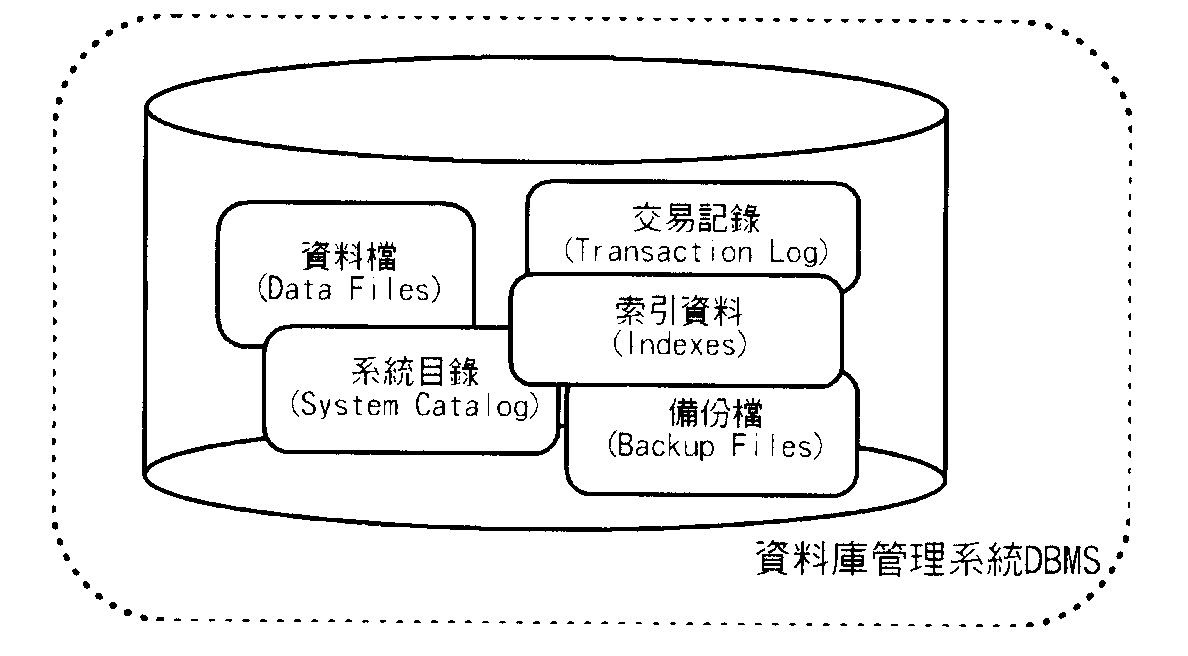 資料檔
(Data Files)
交易記錄
(Transaction Log)
索引資料
(Indexes)
系統目錄
(System Catalog)
備份檔
(Backup Files)
資料庫管理系統DBMS